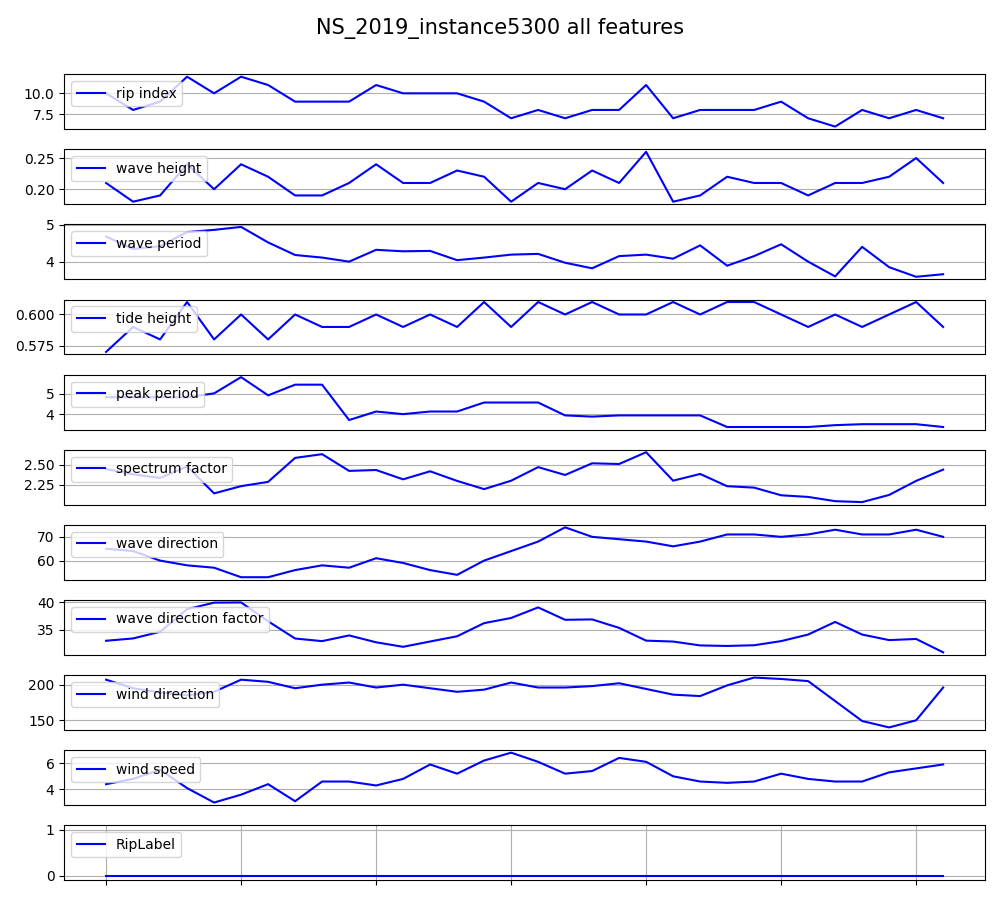 NS_2019_instance5300 all features
10.0
7.5
rip index
0.25
0.20
wave height
5
4
wave period
0.600
0.575
tide height
5
4
peak period
2.50
2.25
spectrum factor
70
60
wave direction
40
35
wave direction factor
200
150
wind direction
6
4
wind speed
1
0
RipLabel